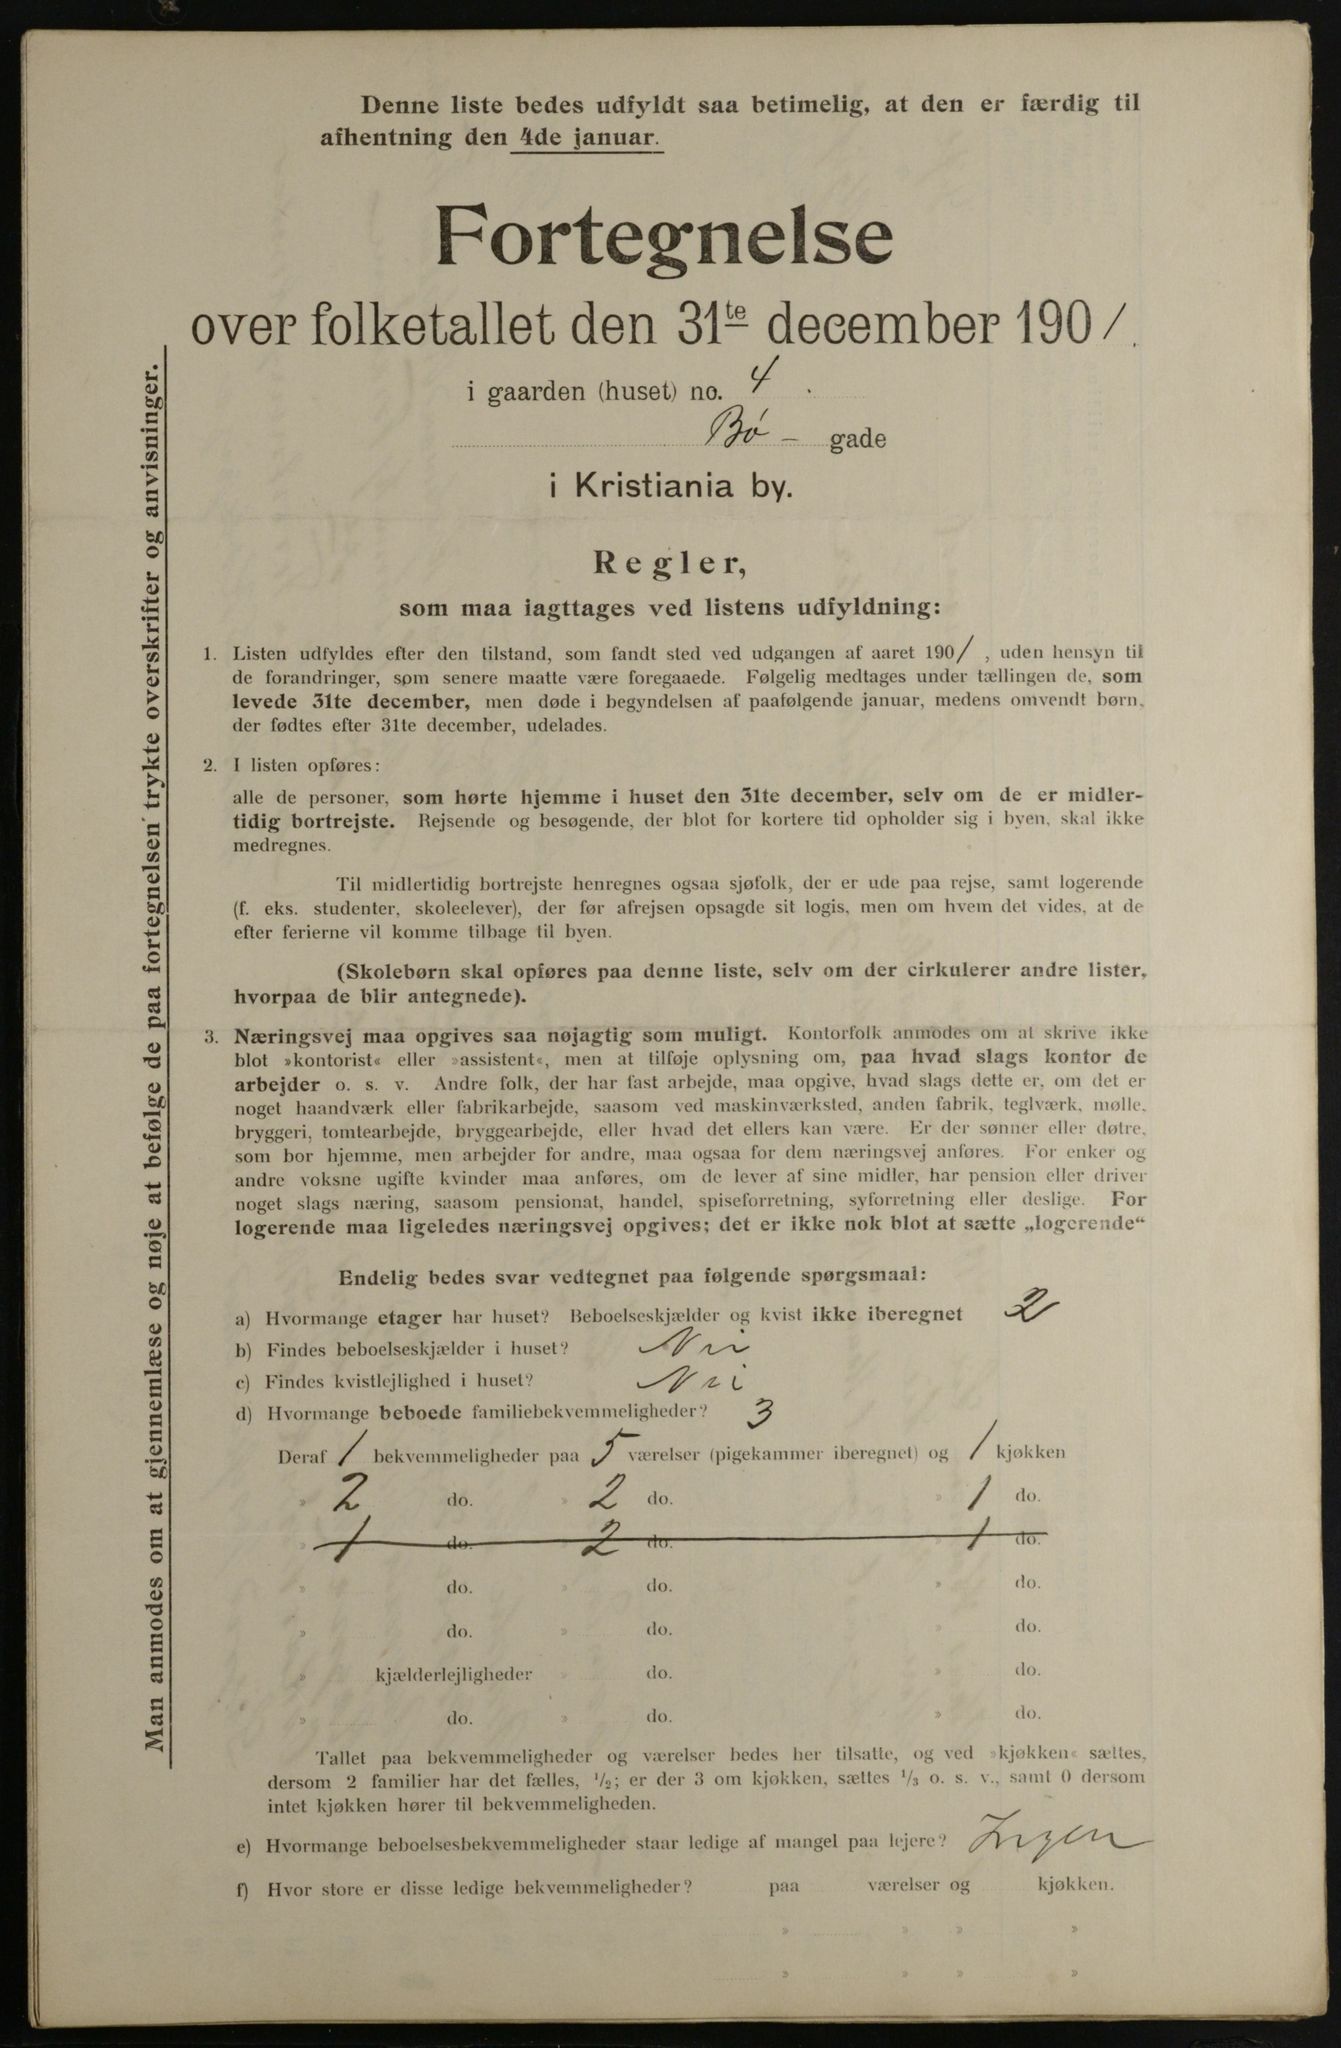 Denne liste bedes udfyldt saa betimelig, at den er færdig til
afhentning den 4de januar.
Fortegnelse
over folketallet den 31te december 1901.
i gaarden (huset) no. 4
Bø - gade
i Kristiania by.
Regler,
som maa iagttages ved listens udfyldning:
1. Listen udfyldes efter den tilstand, som fandt sted ved udgangen af aaret 1901, uden hensyn til
de forandringer, som senere maatte være foregaaede. Følgelig medtages under tællingen de, som
levede 31te december, men døde i begyndelsen af paafølgende januar, medens omvendt børn,
der fødtes efter 31te december, udelades.
2. I listen opføres:
alle de personer, som hørte hjemme i huset den 31te december, selv om de er midler-
tidig bortrejste. Rejsende og besøgende, der blot for kortere tid opholder sig i byen, skal ikke
medregnes.
Til midlertidig bortrejste henregnes ogsaa sjøfolk, der er ude paa rejse, samt logerende
(f. eks. studenter, skoleelever), der før afrejsen opsagde sit logis, men om hvem det vides, at de
efter ferierne vil komme tilbage til byen.
(Skolebørn skal opføres paa denne liste, selv om der cirkulerer andre lister,
hvorpaa de blir antegnede).
3. Næringsvej maa opgives saa nøjagtig som muligt. Kontorfolk anmodes om at skrive ikke
blot »kontorist« eller »assistent«, men at tilføje oplysning om, paa hvad slags kontor de
arbejder o. s. v. Andre folk, der har fast arbejde, maa opgive, hvad slags dette er, om det er
noget haandværk eller fabrikarbejde, saasom ved maskinværksted, anden fabrik, teglværk, mølle,
bryggeri, tomtearbejde, bryggearbejde, eller hvad det ellers kan være. Er der sønner eller døtre,
som bor hjemme, men arbejder for andre, maa ogsaa for dem næringsvej anføres. For enker og
andre voksne ugifte kvinder maa anføres, om de lever af sine midler, har pension eller driver
noget slags næring, saasom pensionat, handel, spiseforretning, syforretning eller deslige. For
logerende maa ligeledes næringsvej opgives; det er ikke nok blot at sætte „logerende“
Endelig bedes svar vedtegnet paa følgende spørgsmaal:
a) Hvormange etager har huset? Beboelseskjælder og kvist ikke iberegnet 2
b) Findes beboelseskjælder i huset? Nei
c) Findes kvistlejlighed i huset? Nei
d) Hvormange beboede familiebekvemmeligheder? 3
Deraf 1 bekvemmeligheder paa 5 værelser (pigekammer iberegnet) og 1 kjøkken
» 2 do. » 2 do. » 1 do.
» 1 do. 2 do. » 1 do.
» do. » do. » do.
» do. » do. » do.
» kjælderlejligheder » do. » do.
» do. » do. » do.
Tallet paa bekvemmeligheder og værelser bedes her tilsatte, og ved »kjøkken« sættes,
dersom 2 familier har det fælles, 1/2; er der 3 om kjøkken, sættes 1/3 o. s. v., samt 0 dersom
intet kjøkken hører til bekvemmeligheden.
e) Hvormange beboelsesbekvemmeligheder staar ledige af mangel paa lejere? Ingen
f) Hvor store er disse ledige bekvemmeligheder? paa værelser og kjøkken.
» » » »
» » » »
Man anmodes om at gjennemlæse og nøje at befølge de paa fortegnelsen trykte overskrifter og anvisninger.